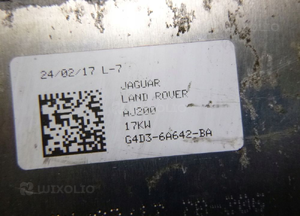 24/02/17 L-7
JAGUAR
LAND ROVER
AJ200
17KW
G4D3-6A642-BA
WIXOLIO